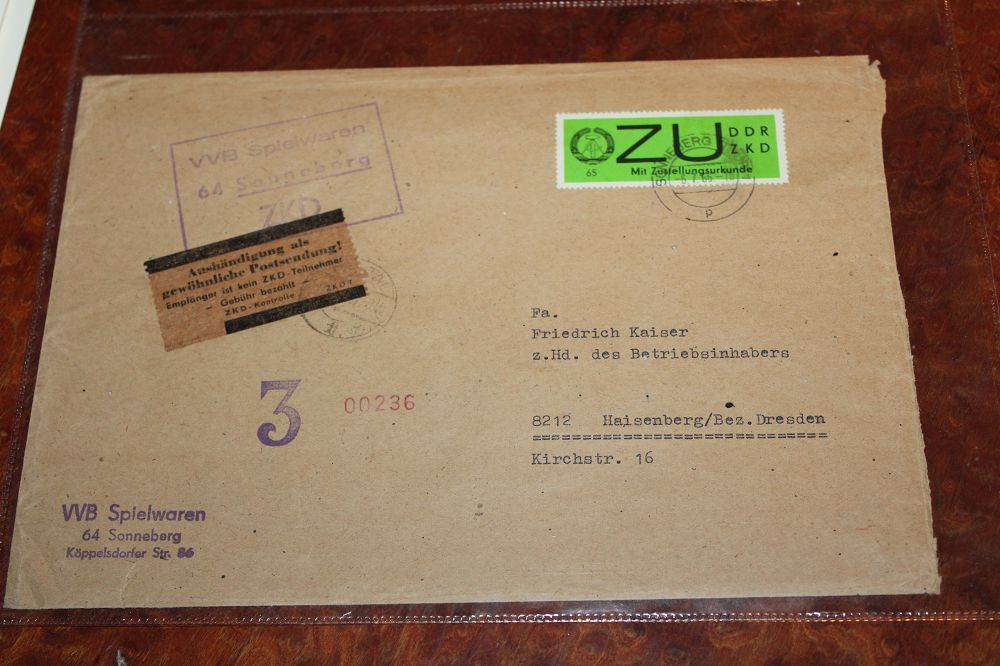 VVB Spielwaren
64 Sonneberg
ZKD
Aushändigung als
gewöhnliche Postsendung!
Empfänger ist kein ZKD-Teilnehmer
- Gebühr bezahlt -
ZKD-Kontrolle ZKD 7
65
ZU
DDR
ZKD
Mit Zustellungsurkunde
p
Fa.
Friedrich Kaiser
z.Hd. des Betriebsinhabers
8212 Haisenberg/Bez.Dresden
Kirchstr. 16
3
00236
VVB Spielwaren
64 Sonneberg
Köppelsdorfer Str. 86